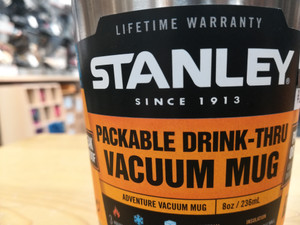 LIFETIME WARRANTY
STANLEY
SINCE 1913
PACKABLE DRINK-THRU
VACUUM MUG
ADVENTURE VACUUM MUG 8oz / 236mL